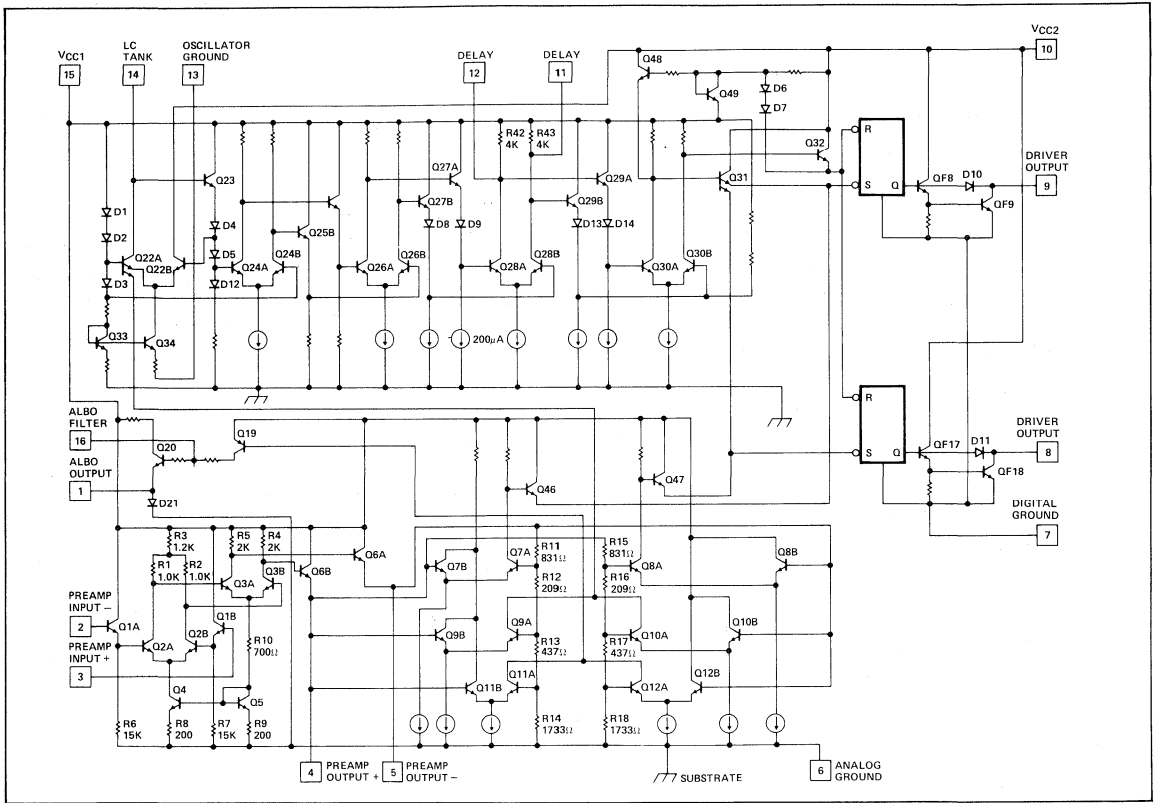 VCC1
15
LC
TANK
14
OSCILLATOR
GROUND
13
DELAY
12
DELAY
11
VCC2
10
Q48
Q49
D6
D7
R42
4K
R43
4K
Q32
R
S
Q
QF8
D10
QF9
DRIVER
OUTPUT
9
Q23
Q27A
Q27B
Q29A
Q29B
Q31
D1
D2
D3
D4
D5
D12
Q25B
D8
D9
D13
D14
Q22A
Q22B
Q24A
Q24B
Q26A
Q26B
Q28A
Q28B
Q30A
Q30B
Q33
Q34
200µA
ALBO
FILTER
16
ALBO
OUTPUT
1
Q20
Q19
D21
Q46
Q47
R
S
Q
QF17
D11
QF18
DRIVER
OUTPUT
8
DIGITAL
GROUND
7
R3
1.2K
R5
2K
R4
2K
Q6A
R1
1.0K
R2
1.0K
Q3A
Q3B
Q6B
Q7B
Q7A
R11
831Ω
R12
209Ω
R15
831Ω
R16
209Ω
Q8A
Q8B
PREAMP
INPUT −
2
Q1A
Q2A
Q2B
Q1B
PREAMP
INPUT +
3
R10
700Ω
Q9B
Q9A
R13
437Ω
R17
437Ω
Q10A
Q10B
Q4
Q5
Q11B
Q11A
Q12A
Q12B
R6
15K
R8
200
R7
15K
R9
200
R14
1733Ω
R18
1733Ω
4
PREAMP
OUTPUT +
5
PREAMP
OUTPUT −
SUBSTRATE
6
ANALOG
GROUND